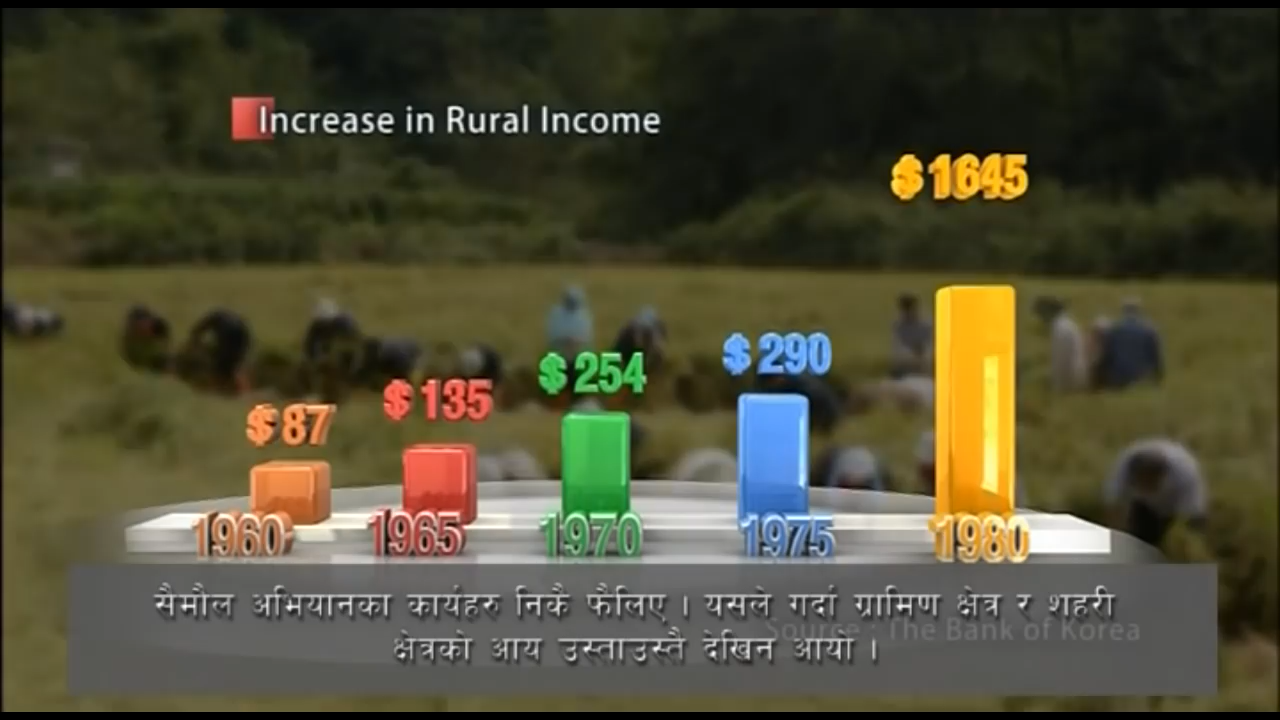 Increase in Rural Income
$ 1645
$ 290
$ 254
$ 135
$ 87
1960
1965
1970
1975
1980
सैमौल अभियानका कार्यहरु निकै फैलिए । यसले गर्दा ग्रामिण क्षेत्र र शहरी
Source : The Bank of Korea
क्षेत्रको आय उस्ताउस्तै देखिन आयो ।